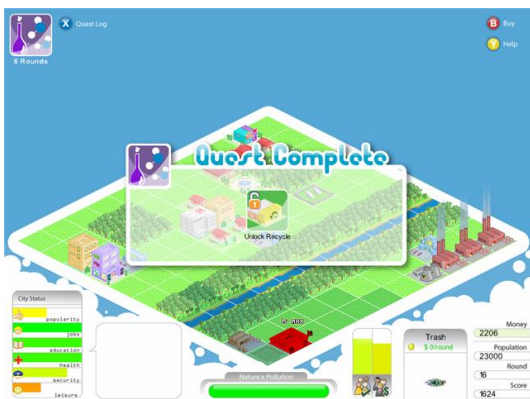 X Quest Log
B Buy
Y Help
6 Rounds
Quest Complete
1
Unlock Recycle
City Status
popularity
jobs
education
health
security
leisure
Nature x Pollution
Trash
$ 0/round
Money
2206
Population
23000
Round
16
Score
1624